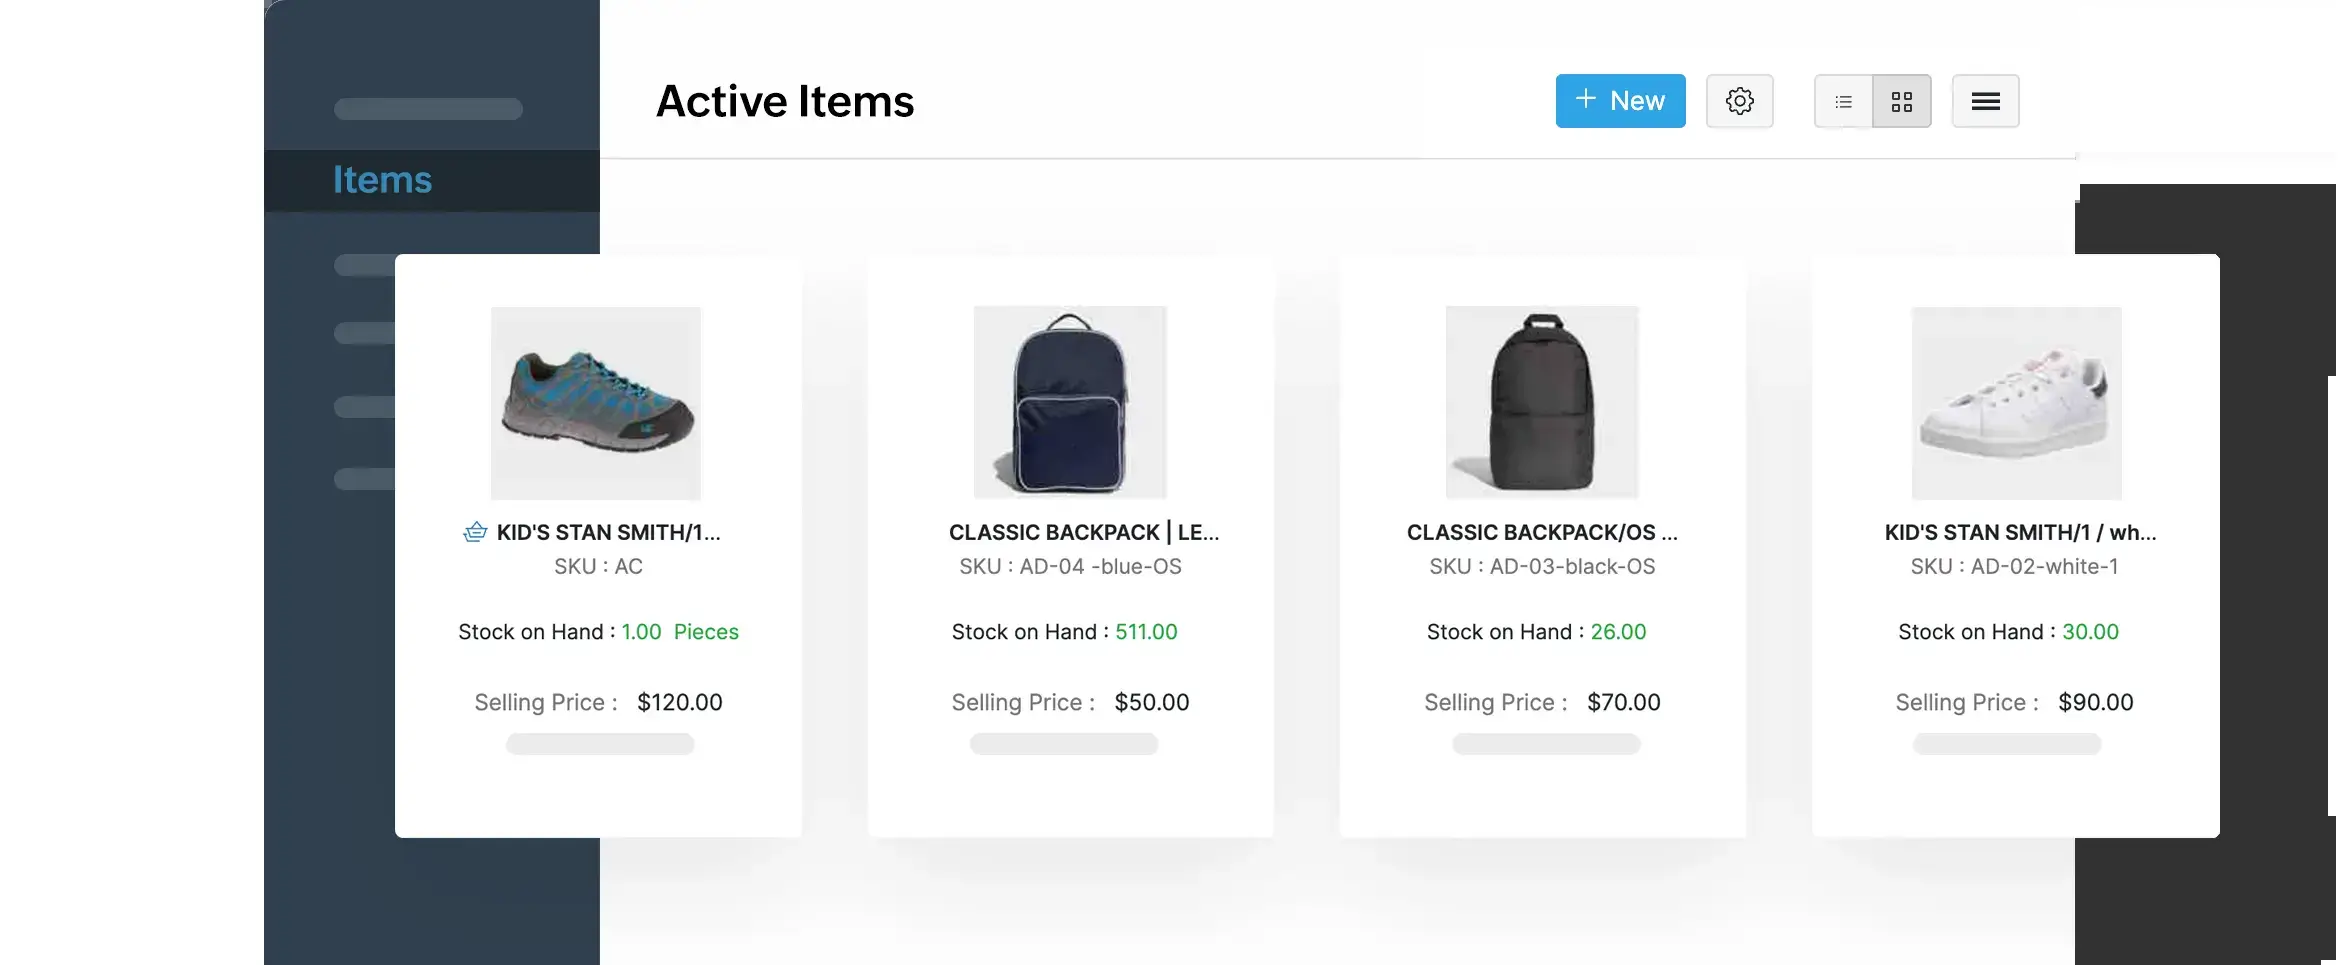 Active Items
+ New
Items
KID'S STAN SMITH/1...
SKU : AC
Stock on Hand : 1.00 Pieces
Selling Price : $120.00
CLASSIC BACKPACK | LE...
SKU : AD-04 -blue-OS
Stock on Hand : 511.00
Selling Price : $50.00
CLASSIC BACKPACK/OS ...
SKU : AD-03-black-OS
Stock on Hand : 26.00
Selling Price : $70.00
KID'S STAN SMITH/1 / wh...
SKU : AD-02-white-1
Stock on Hand : 30.00
Selling Price : $90.00